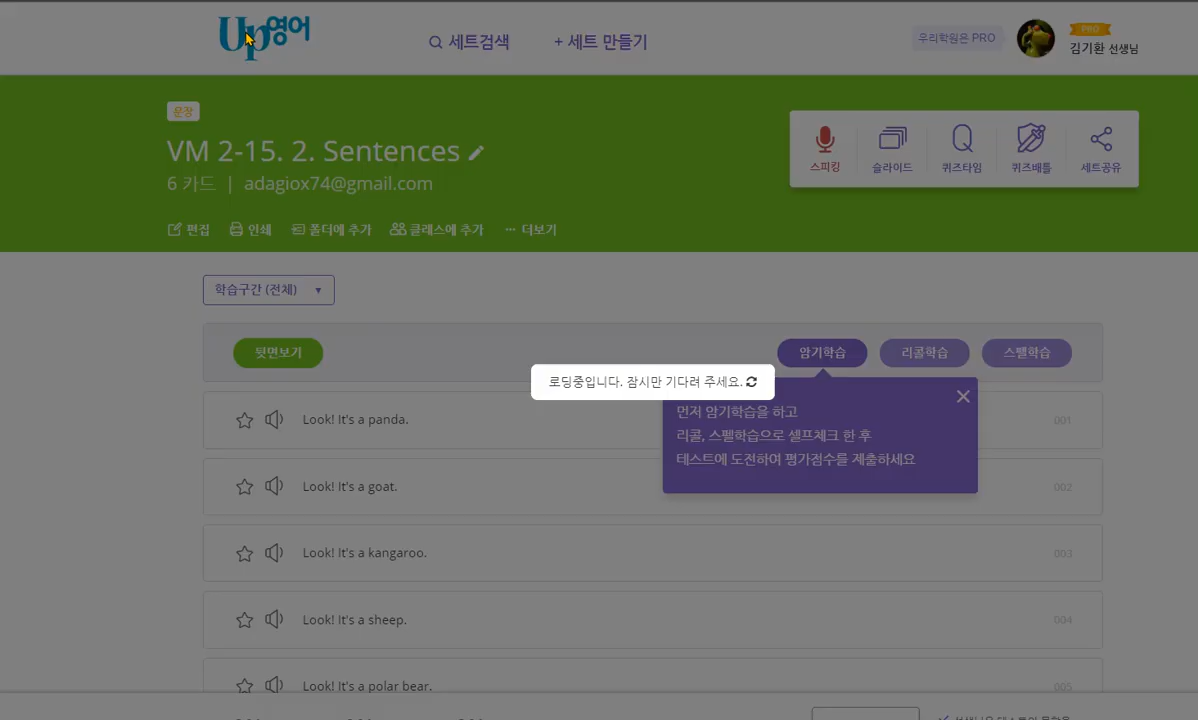 Up영어
세트검색
+ 세트 만들기
우리학원은 PRO
PRO
김기환 선생님
문장
VM 2-15. 2. Sentences
6 카드 | adagiox74@gmail.com
스피킹
슬라이드
퀴즈타임
퀴즈배틀
세트공유
편집
인쇄
폴더에 추가
클래스에 추가
더보기
학습구간 (전체)
뒷면보기
암기학습
리콜학습
스펠학습
로딩중입니다. 잠시만 기다려 주세요.
먼저 암기학습을 하고
리콜, 스펠학습으로 셀프체크 한 후
테스트에 도전하여 평가점수를 제출하세요
Look! It's a panda.
001
Look! It's a goat.
002
Look! It's a kangaroo.
003
Look! It's a sheep.
004
Look! It's a polar bear.
005